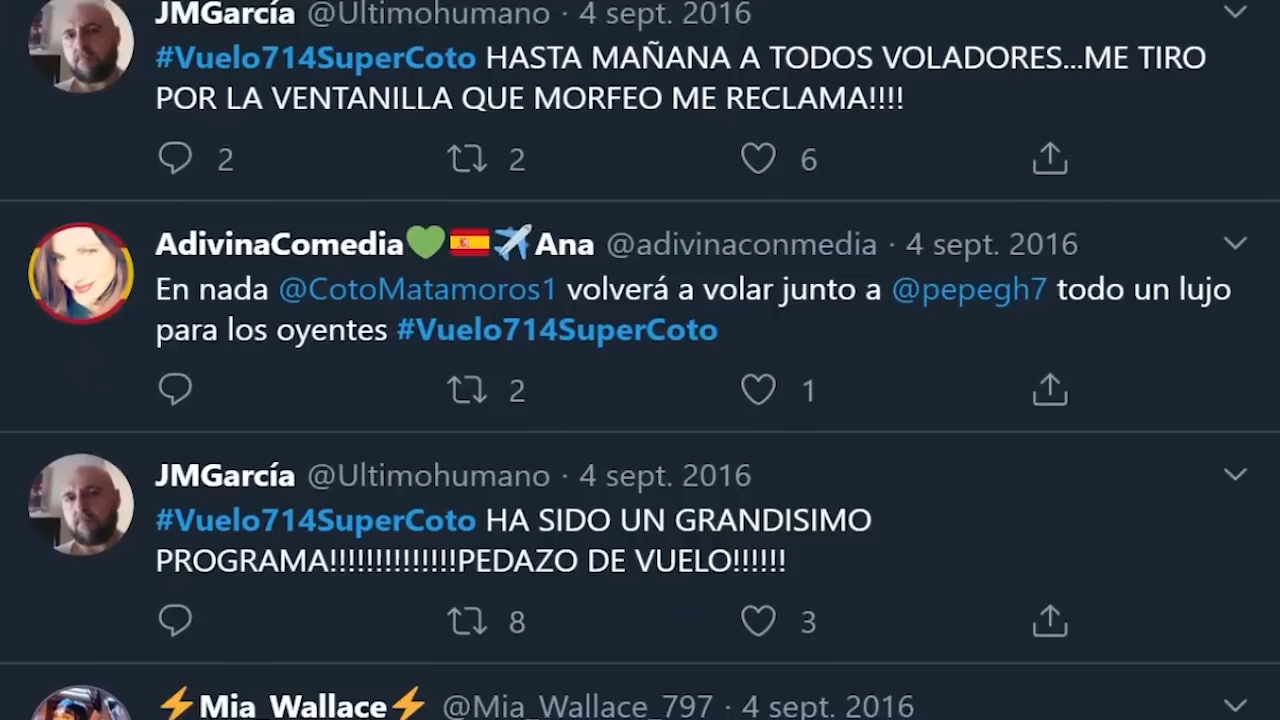 JMGarcía @Ultimohumano · 4 sept. 2016
#Vuelo714SuperCoto HASTA MAÑANA A TODOS VOLADORES...ME TIRO
POR LA VENTANILLA QUE MORFEO ME RECLAMA!!!!
2 2 6
AdivinaComedia💚🇪🇸✈️Ana @adivinaconmedia · 4 sept. 2016
En nada @CotoMatamoros1 volverá a volar junto a @pepegh7 todo un lujo
para los oyentes #Vuelo714SuperCoto
2 1
JMGarcía @Ultimohumano · 4 sept. 2016
#Vuelo714SuperCoto HA SIDO UN GRANDISIMO
PROGRAMA!!!!!!!!!!!!!!PEDAZO DE VUELO!!!!!!
8 3
⚡Mia_Wallace⚡ @Mia_Wallace_797 · 4 sept. 2016